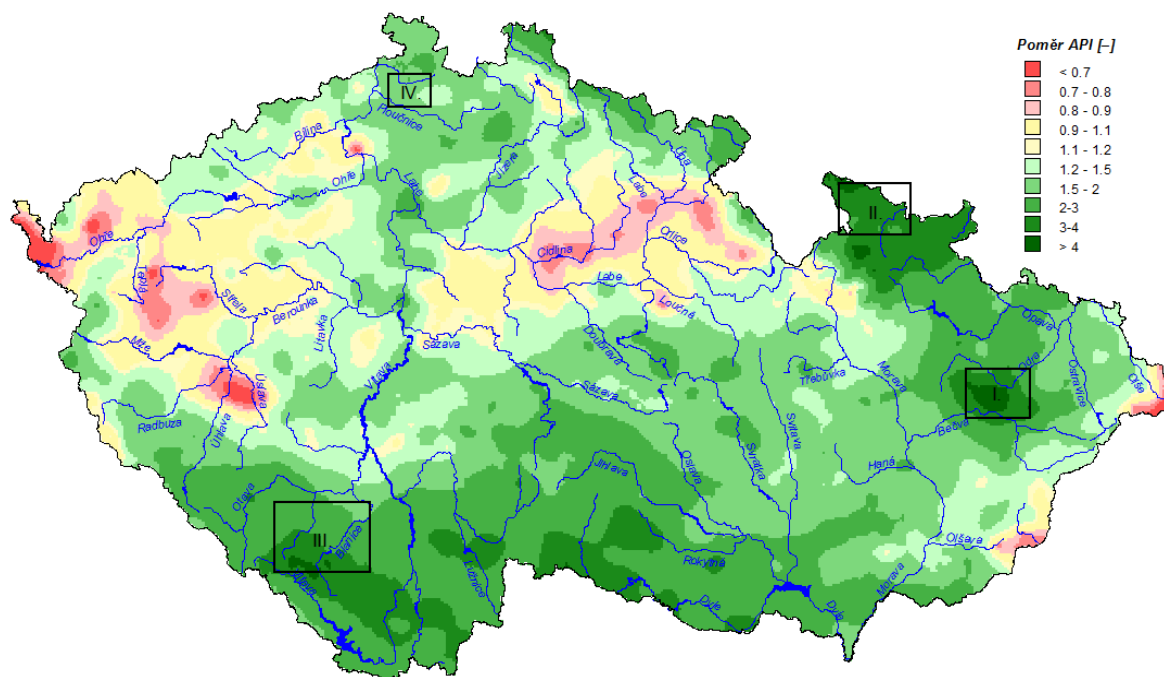 Poměr API [–]
< 0.7
0.7 - 0.8
0.8 - 0.9
0.9 - 1.1
1.1 - 1.2
1.2 - 1.5
1.5 - 2
2-3
3-4
> 4
IV.
Ploučnice
Bílina
Ohře
Labe
Jizera
Labe
Úpa
II.
Ohře
Teplá
Střela
Berounka
Litavka
Cidlina
Orlice
Labe
Loučná
Doubrava
Sázava
Sázava
Vltava
Mže
Úslava
Radbuza
Úhlava
Třebůvka
Morava
Svitava
Svratka
Oslava
Jihlava
Opava
Odra
Ostravice
Olše
I.
Bečva
Haná
Otava
III
Blanice
Vltava
Lužnice
Rokytná
Dyje
Dyje
Morava
Olšava